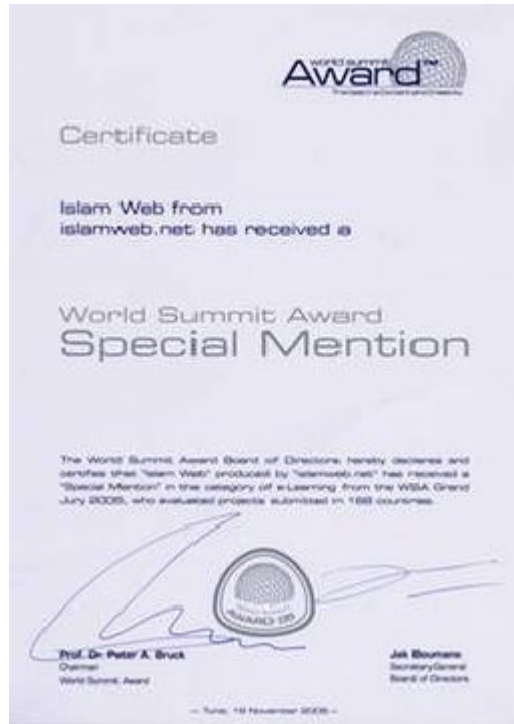 world summit
Award™
Certificate
Islam Web from
islamweb.net has received a
World Summit Award
Special Mention
The World Summit Award Board of Directors hereby declares and
certifies that "Islam Web" produced by "islamweb.net" has received a
"Special Mention" in the category of e-Learning from the WSA Grand
Jury 2005, who evaluated projects submitted in 168 countries.
AWARD-05
Prof. Dr. Peter A. Bruck
Chairman
World Summit Award
Jak Boumans
Secretary General
Board of Directors
– Tunis, 16 November 2005 –